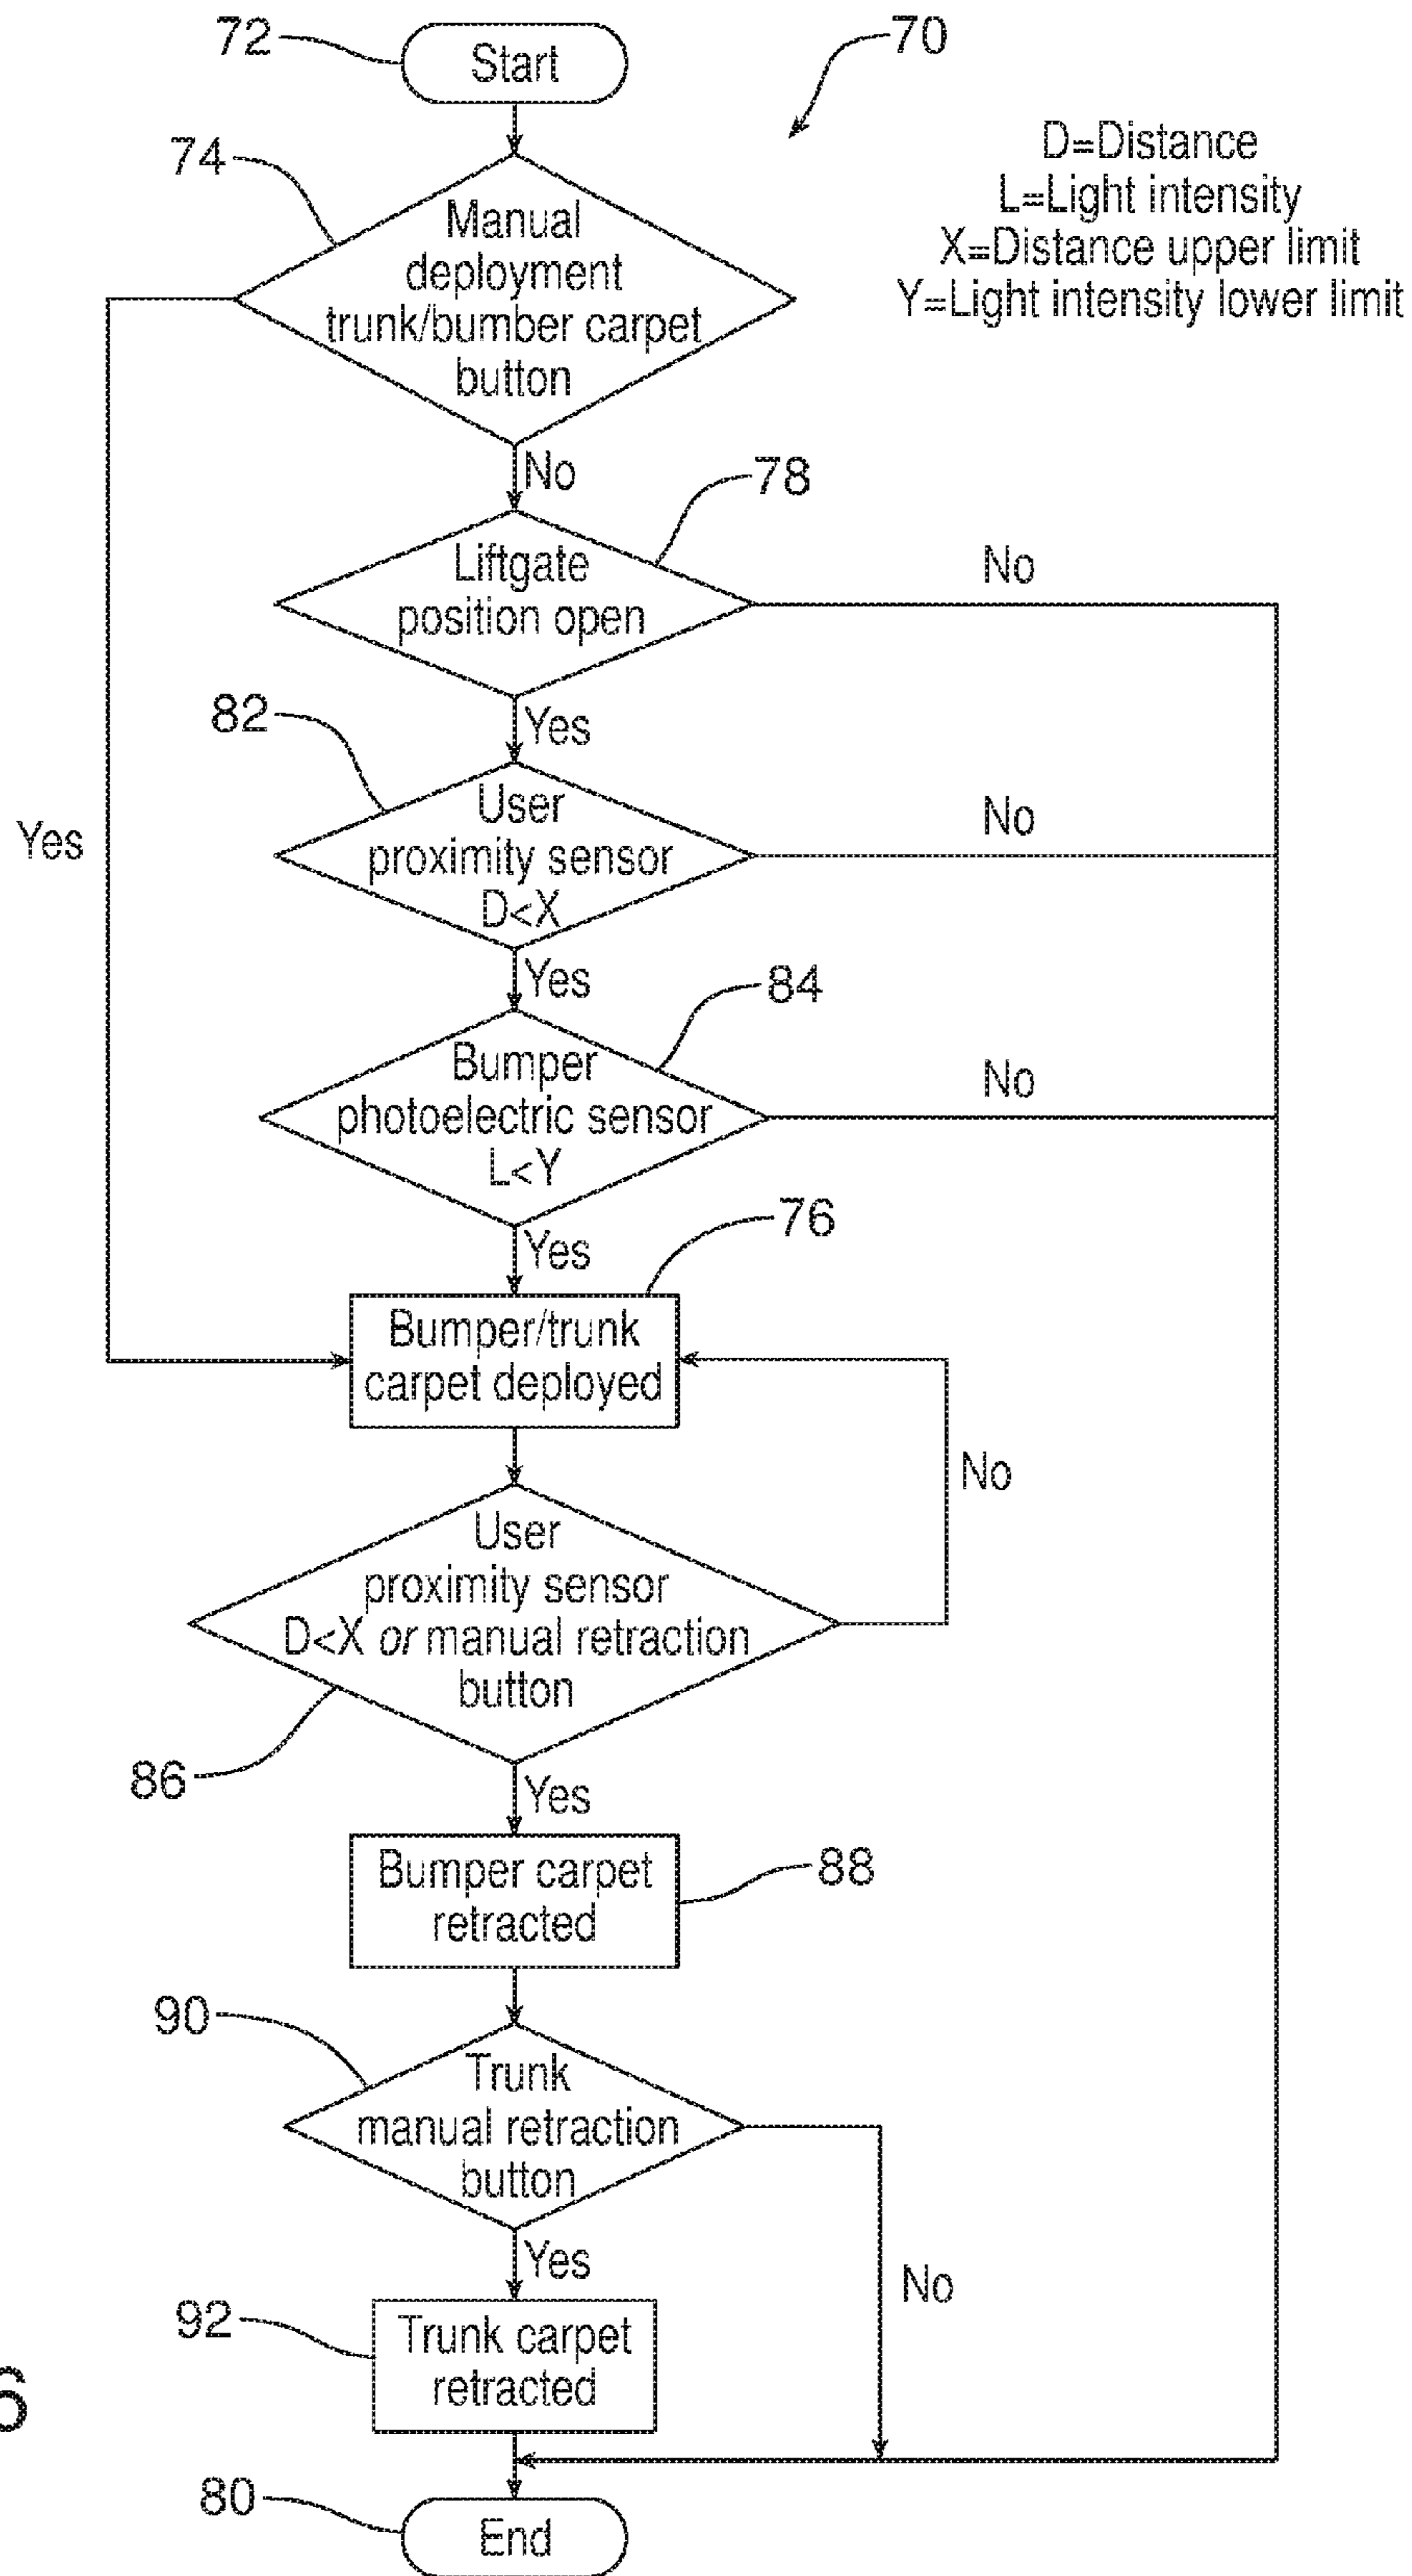 72
Start
70
D=Distance
L=Light intensity
X=Distance upper limit
Y=Light intensity lower limit
74
Manual
deployment
trunk/bumber carpet
button
No
78
Liftgate
position open
No
82
Yes
User
proximity sensor
D<X
No
Yes
Yes
84
Bumper
photoelectric sensor
L<Y
No
76
Yes
Bumper/trunk
carpet deployed
No
User
proximity sensor
D<X or manual retraction
button
86
Yes
Bumper carpet
retracted
88
90
Trunk
manual retraction
button
Yes
No
92
Trunk carpet
retracted
6
80
End